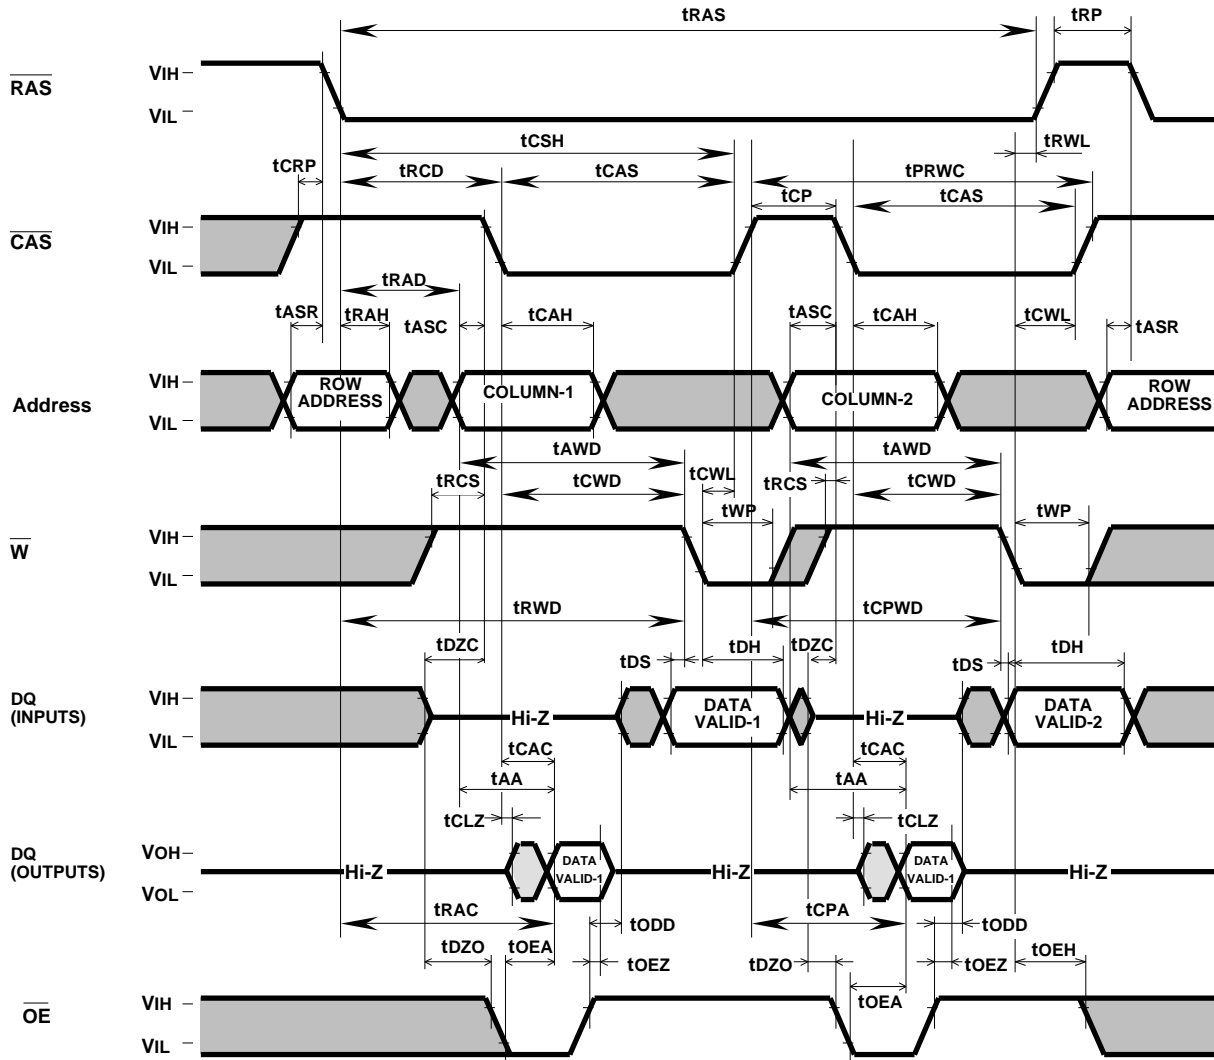 tRAS
tRP
RAS
VIH
VIL
tCSH
tRWL
tCRP
tRCD
tCAS
tPRWC
tCP
tCAS
CAS
VIH
VIL
tRAD
tASR
tRAH
tASC
tCAH
tASC
tCAH
tCWL
tASR
Address
VIH
VIL
ROW
ADDRESS
COLUMN-1
COLUMN-2
ROW
ADDRESS
tAWD
tAWD
tRCS
tCWD
tCWL
tRCS
tCWD
tWP
tWP
W
VIH
VIL
tRWD
tCPWD
tDZC
tDS
tDH
tDZC
tDS
tDH
DQ
(INPUTS)
VIH
VIL
Hi-Z
DATA
VALID-1
Hi-Z
DATA
VALID-2
tCAC
tCAC
tAA
tAA
tCLZ
tCLZ
DQ
(OUTPUTS)
VOH
VOL
Hi-Z
DATA
VALID-1
Hi-Z
DATA
VALID-1
Hi-Z
tRAC
tCPA
tODD
tODD
tDZO
tOEA
tOEZ
tDZO
tOEA
tOEZ
tOEH
OE
VIH
VIL